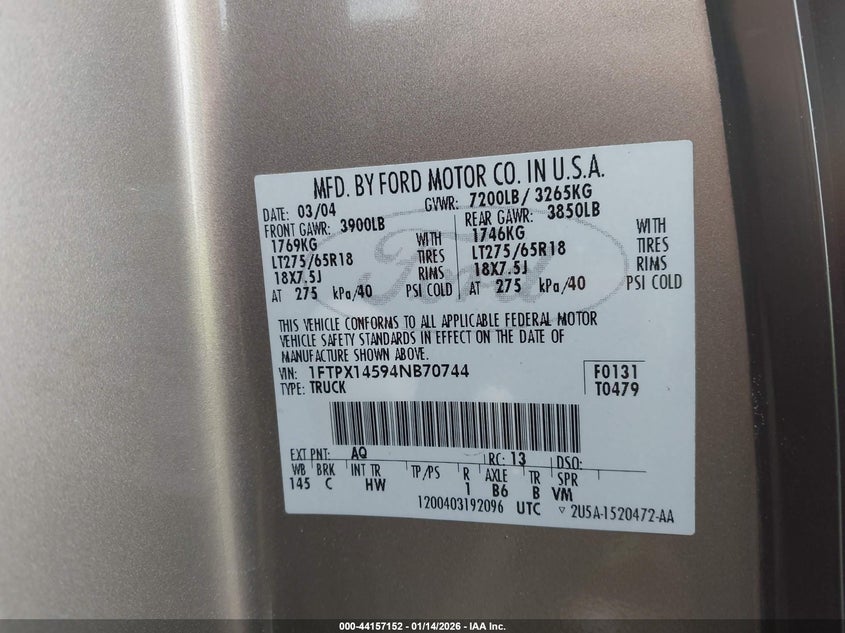 MFD. BY FORD MOTOR CO. IN U.S.A.
DATE: 03/04 GVWR: 7200LB/ 3265KG
FRONT GAWR: 3900LB REAR GAWR: 3850LB
1769KG WITH 1746KG WITH
LT275/65R18 TIRES LT275/65R18 TIRES
18X7.5J RIMS 18X7.5J RIMS
AT 275 kPa/40 PSI COLD AT 275 kPa/40 PSI COLD
Ford
THIS VEHICLE CONFORMS TO ALL APPLICABLE FEDERAL MOTOR
VEHICLE SAFETY STANDARDS IN EFFECT ON THE DATE OF
MANUFACTURE SHOWN ABOVE.
VIN: 1FTPX14594NB70744 F0131
TYPE: TRUCK T0479
EXT PNT: AQ RC: 13 DSO:
WB BRK INT TR TP/PS R AXLE TR SPR
145 C HW 1 B6 B VM
1200403192096 UTC ▽ 2U5A-1520472-AA
000-44157152 - 01/14/2026 - IAA Inc.